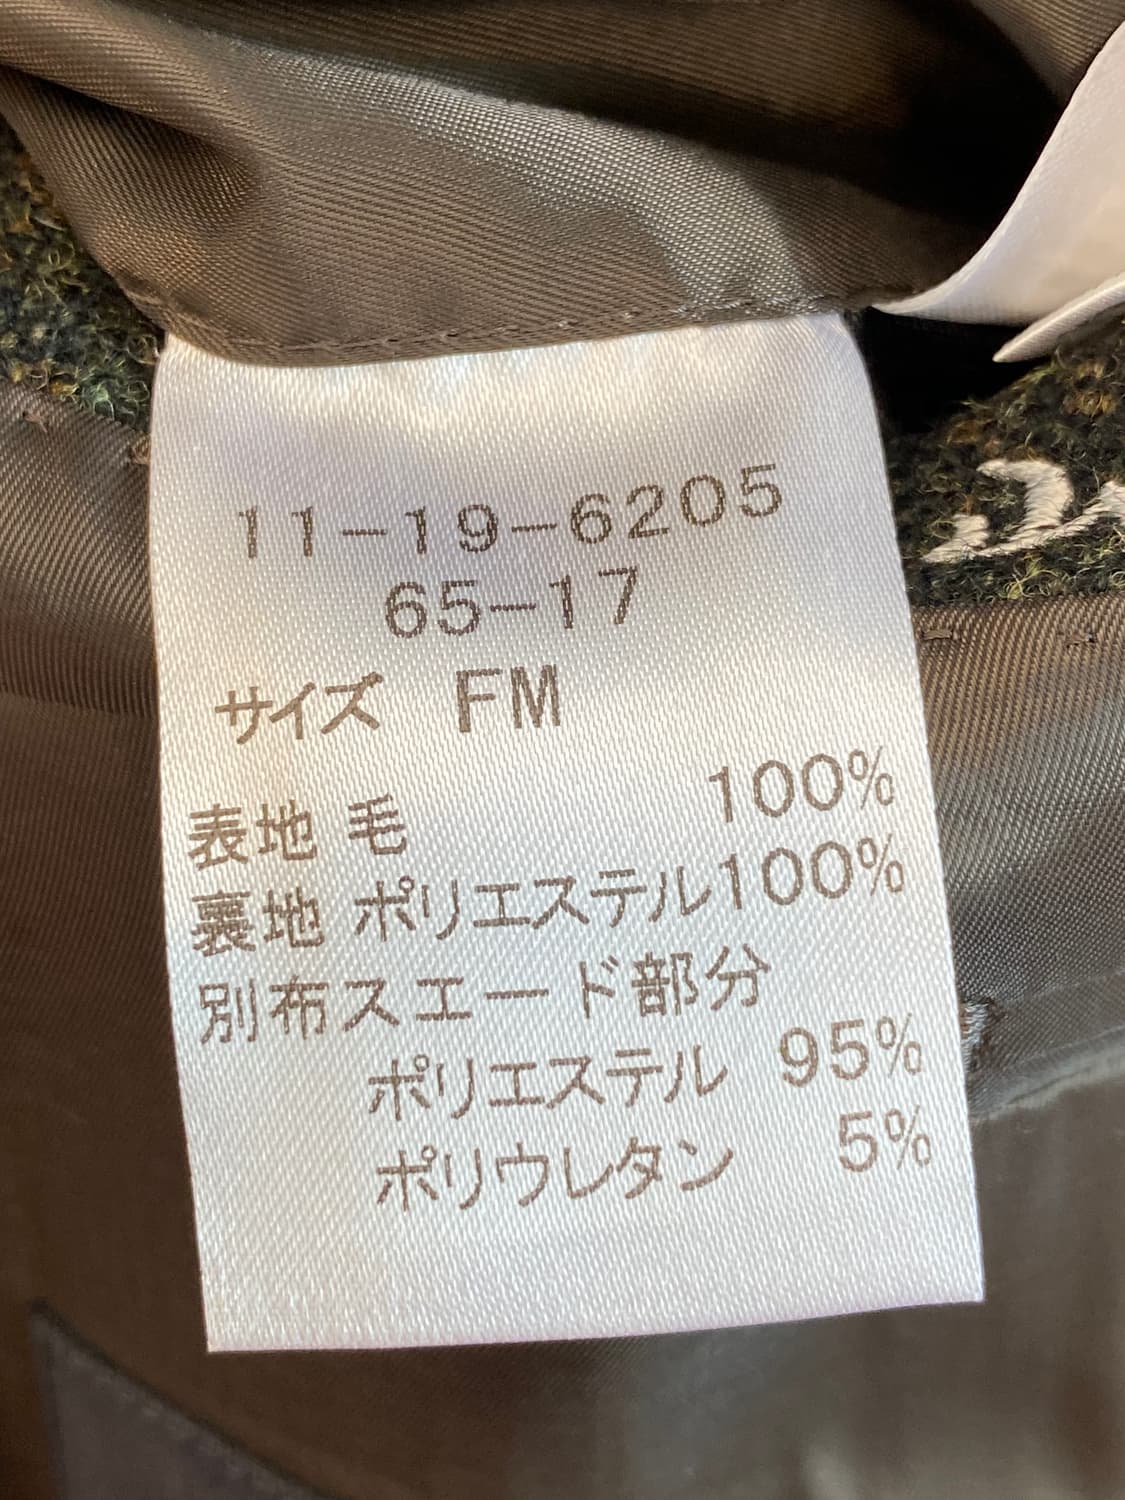 11-19-6205
65-17
サイズ FM
表地 毛 100%
裏地 ポリエステル100%
別布スエード部分
ポリエステル 95%
ポリウレタン 5%